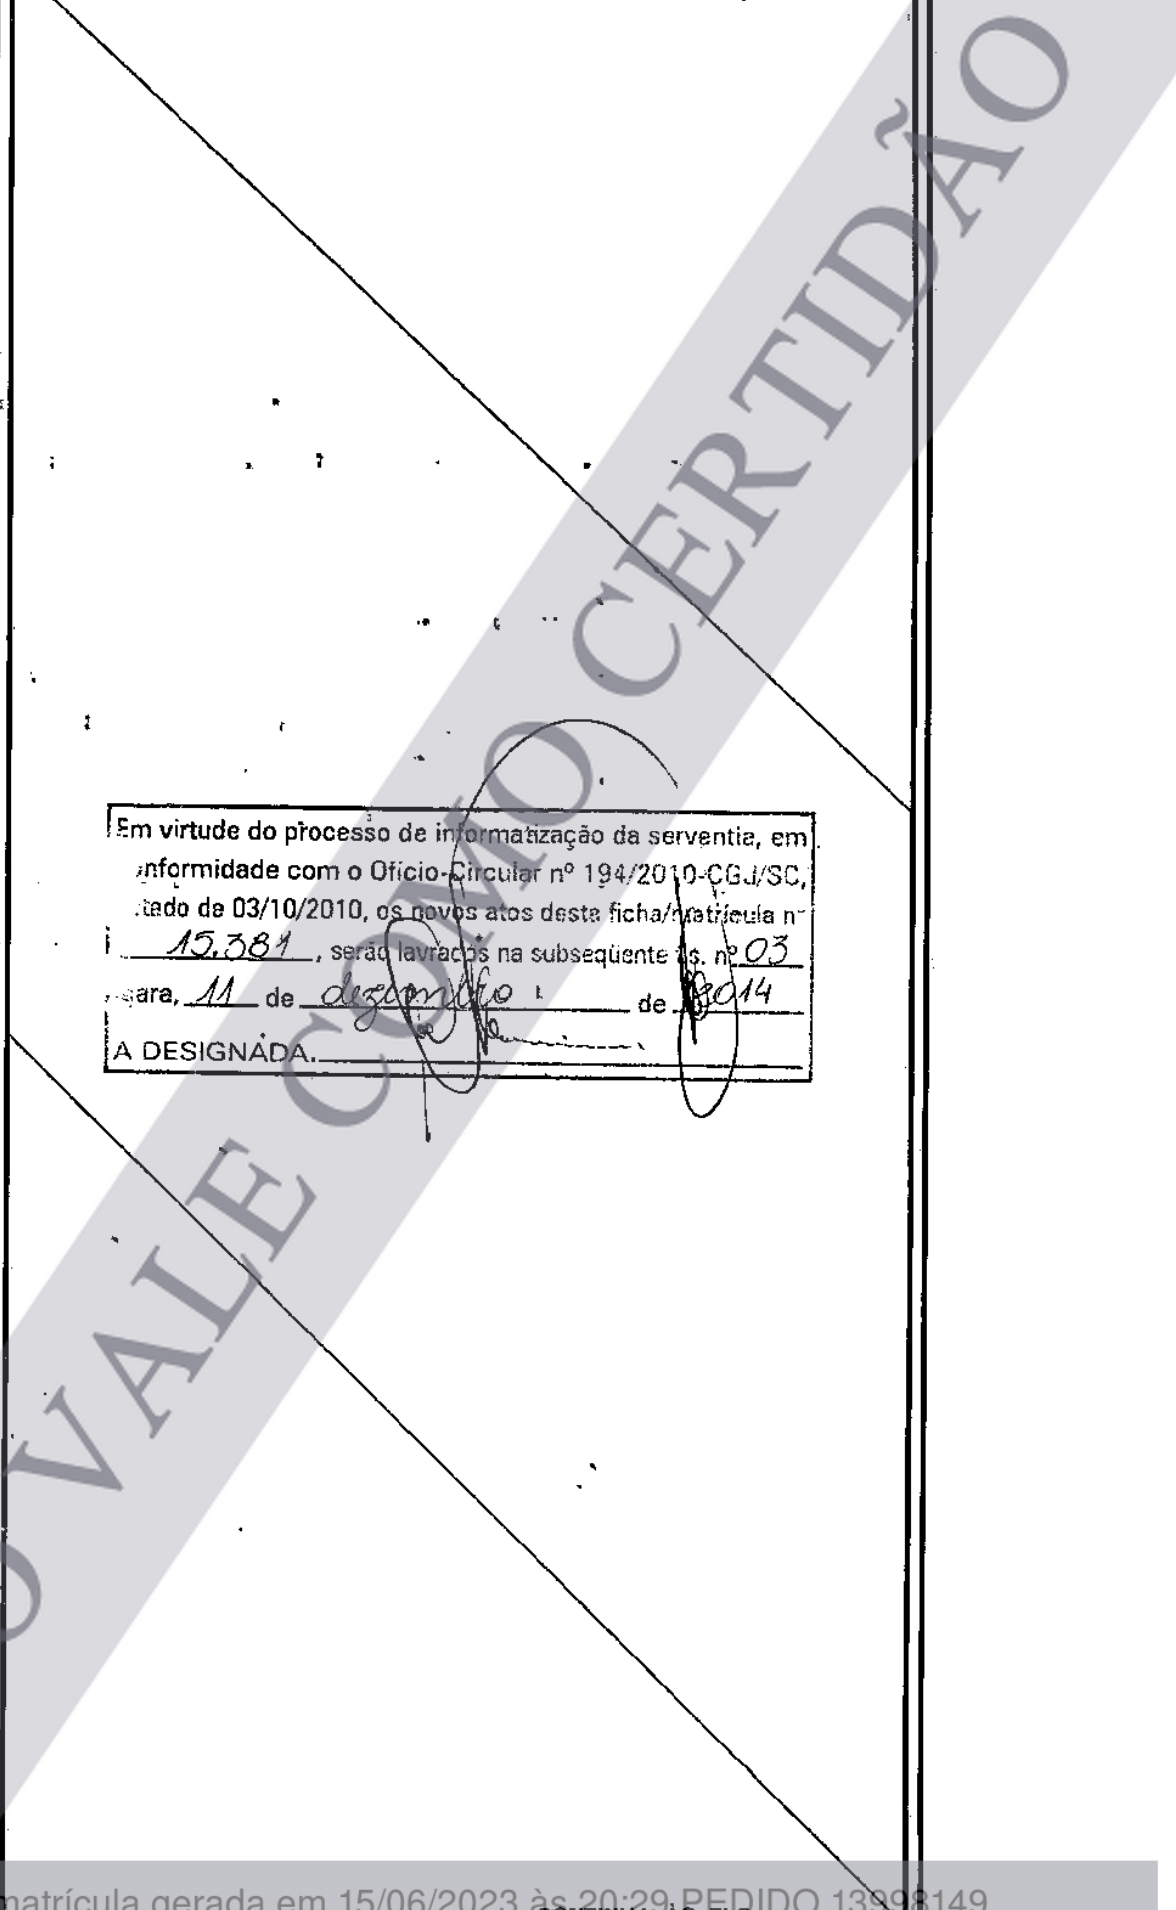 Em virtude do processo de informatização da serventia, em
nformidade com o Ofício-Circular nº 194/2010-CGJ/SC,
tado de 03/10/2010, os novos atos desta ficha/matrícula nº
15.381, serão lavrados na subseqüente fs. nº 03
ara, 11 de dezembro de 2014
A DESIGNADA.
O VALE COMO CERTIDÃO
matrícula gerada em 15/06/2023 às 20:29 PEDIDO 13998149